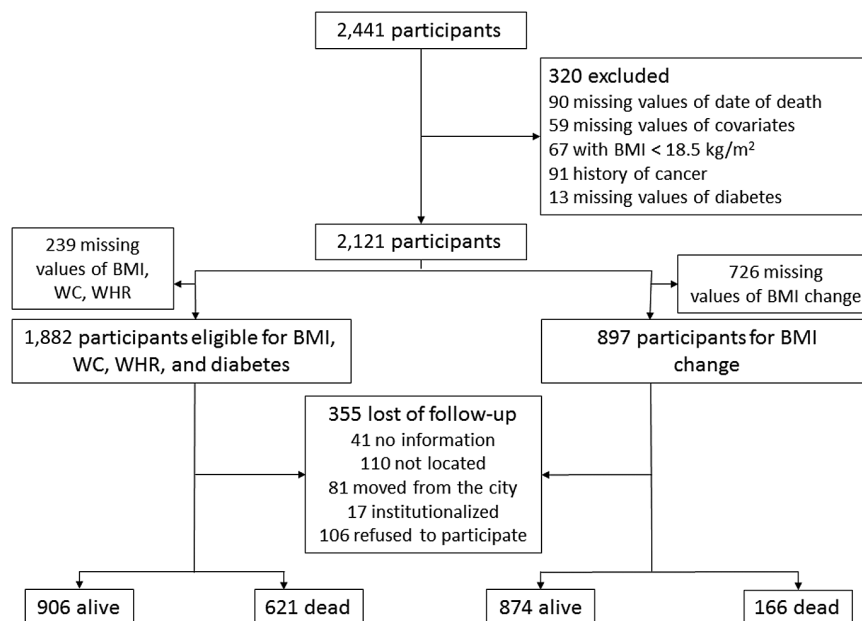 2,441 participants
320 excluded
90 missing values of date of death
59 missing values of covariates
67 with BMI < 18.5 kg/m²
91 history of cancer
13 missing values of diabetes
2,121 participants
239 missing
values of BMI,
WC, WHR
726 missing
values of BMI change
1,882 participants eligible for BMI,
WC, WHR, and diabetes
897 participants for BMI
change
355 lost of follow-up
41 no information
110 not located
81 moved from the city
17 institutionalized
106 refused to participate
906 alive
621 dead
874 alive
166 dead